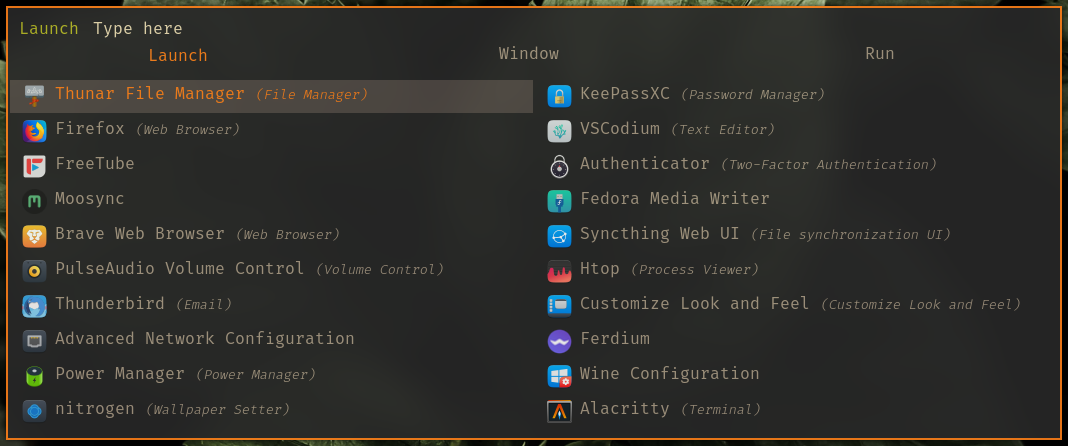 Launch Type here
Launch Window Run
Thunar File Manager (File Manager)
Firefox (Web Browser)
FreeTube
Moosync
Brave Web Browser (Web Browser)
PulseAudio Volume Control (Volume Control)
Thunderbird (Email)
Advanced Network Configuration
Power Manager (Power Manager)
nitrogen (Wallpaper Setter)
KeePassXC (Password Manager)
VSCodium (Text Editor)
Authenticator (Two-Factor Authentication)
Fedora Media Writer
Syncthing Web UI (File synchronization UI)
Htop (Process Viewer)
Customize Look and Feel (Customize Look and Feel)
Ferdium
Wine Configuration
Alacritty (Terminal)